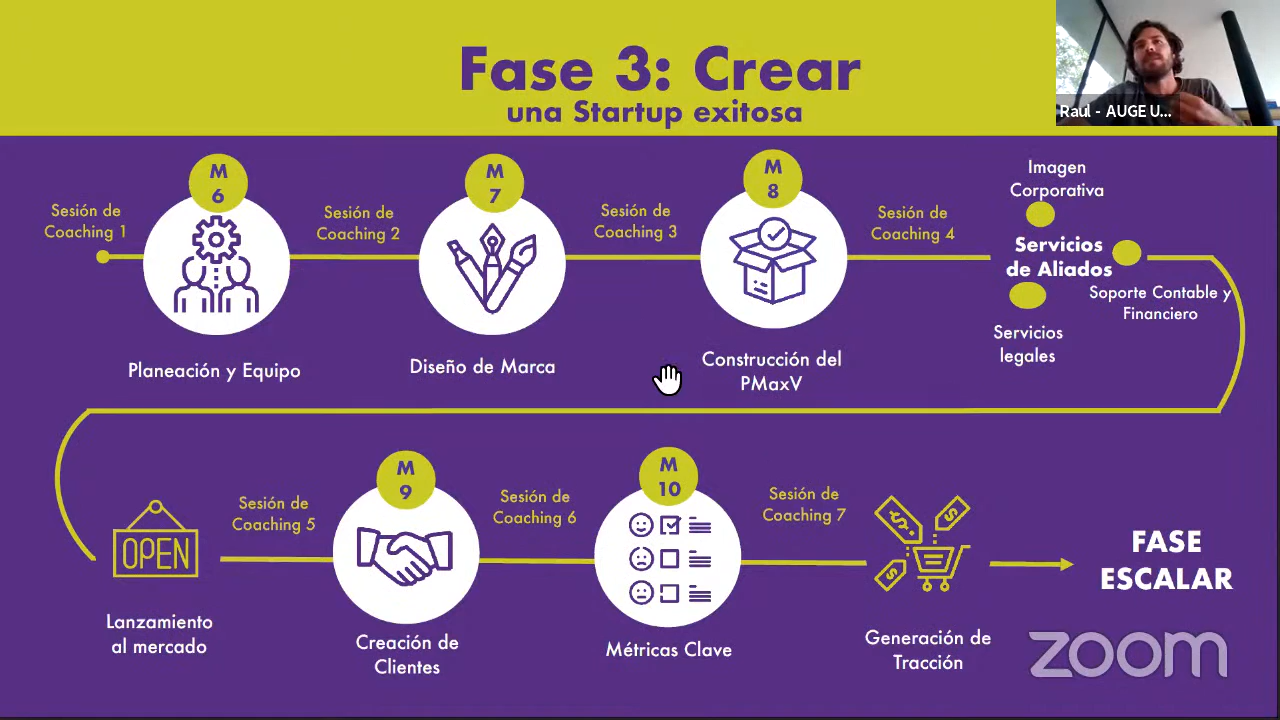 Fase 3: Crear
una Startup exitosa
Raul - AUGE U...
M
6
Sesión de
Coaching 1
Planeación y Equipo
Sesión de
Coaching 2
M
7
Diseño de Marca
Sesión de
Coaching 3
M
8
Construcción del
PMaxV
Sesión de
Coaching 4
Imagen
Corporativa
Servicios
de Aliados
Soporte Contable y
Financiero
Servicios
legales
OPEN
Lanzamiento
al mercado
Sesión de
Coaching 5
M
9
Creación de
Clientes
Sesión de
Coaching 6
M
10
Métricas Clave
Sesión de
Coaching 7
$
$
$
Generación de
Tracción
FASE
ESCALAR
zoom